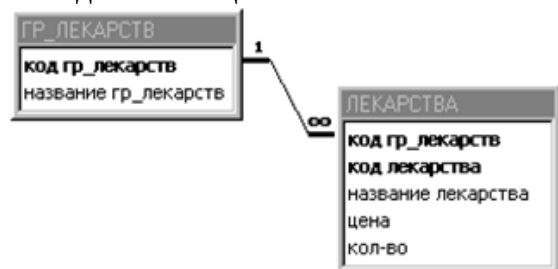 ГР_ЛЕКАРСТВ
код гр_лекарств
название гр_лекарств
1
∞
ЛЕКАРСТВА
код гр_лекарств
код лекарства
название лекарства
цена
кол-во